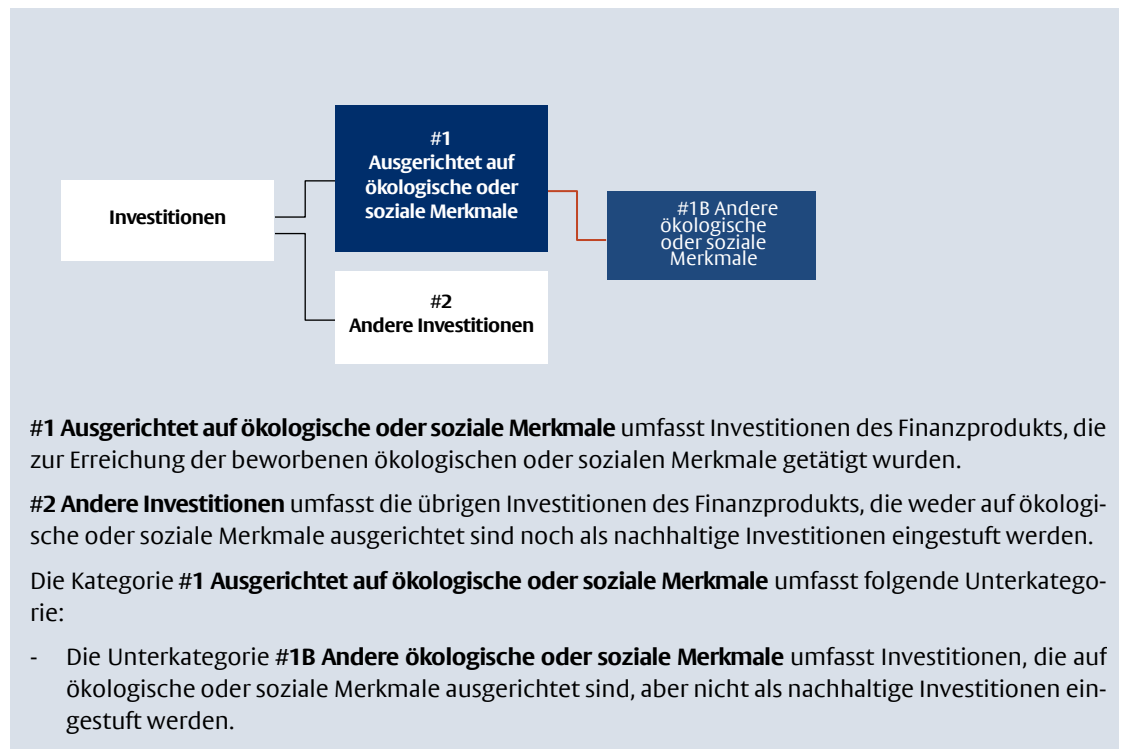 #1
Ausgerichtet auf
ökologische oder
soziale Merkmale
Investitionen
#1B Andere
ökologische
oder soziale
Merkmale
#2
Andere Investitionen
#1 Ausgerichtet auf ökologische oder soziale Merkmale umfasst Investitionen des Finanzprodukts, die
zur Erreichung der beworbenen ökologischen oder sozialen Merkmale getätigt wurden.
#2 Andere Investitionen umfasst die übrigen Investitionen des Finanzprodukts, die weder auf ökologi-
sche oder soziale Merkmale ausgerichtet sind noch als nachhaltige Investitionen eingestuft werden.
Die Kategorie #1 Ausgerichtet auf ökologische oder soziale Merkmale umfasst folgende Unterkatego-
rie:
- Die Unterkategorie #1B Andere ökologische oder soziale Merkmale umfasst Investitionen, die auf
ökologische oder soziale Merkmale ausgerichtet sind, aber nicht als nachhaltige Investitionen ein-
gestuft werden.